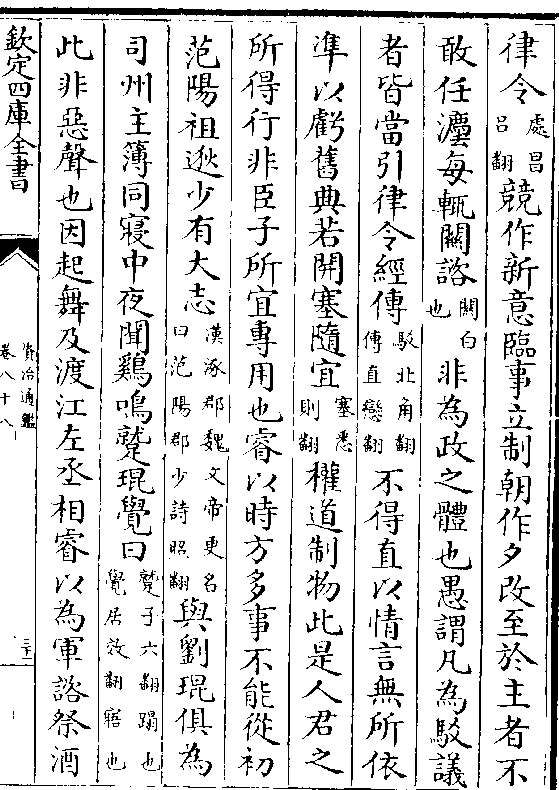 律令處昌呂翻競作新意臨事立制朝作夕改至於主者不
敢任灋每輒關諮關白也非為政之體也愚謂凡為駁議
者皆當引律令經傳駁北角翻傳直戀翻不得直以情言無所依
凖以虧舊典若開塞隨宜塞悉則翻權道制物此是人君之
所得行非臣子所宜專用也睿以時方多事不能從初
范陽祖逖少有大志漢涿郡魏文帝更名曰范陽郡少詩照翻與劉琨俱為
司州主簿同寢中夜聞鷄鳴蹵琨覺曰蹵子六翻蹋也覺居效翻寤也
此非惡聲也因起舞及渡江左丞相睿以為軍諮祭酒
欽定四庫全書
資治通鑑
卷八十八
三十二